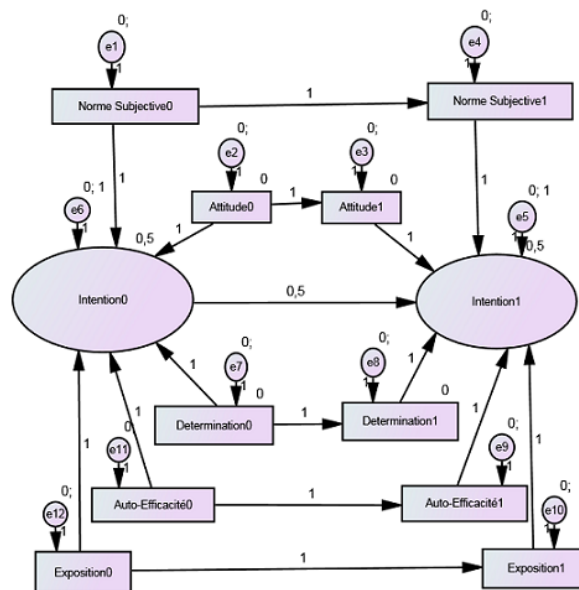 0; 0;
e1 e4
1 1
Norme Subjective0 1 Norme Subjective1
0; 0;
e2 e3
0; 1 1 1 0 1 0 1
e6 Attitude0 1 Attitude1 0; 1
1 1 1 e5
0,5 1 0,5
Intention0 0,5 Intention1
0; 0;
1 e7 e8 1
1 0 1 0
Determination0 1 Determination1
0; 0;
1 e11 e9 1
1 1
1 Auto-Efficacité0 1 Auto-Efficacité1 1
0; 0;
e12 e10
1 1
Exposition0 1 Exposition1